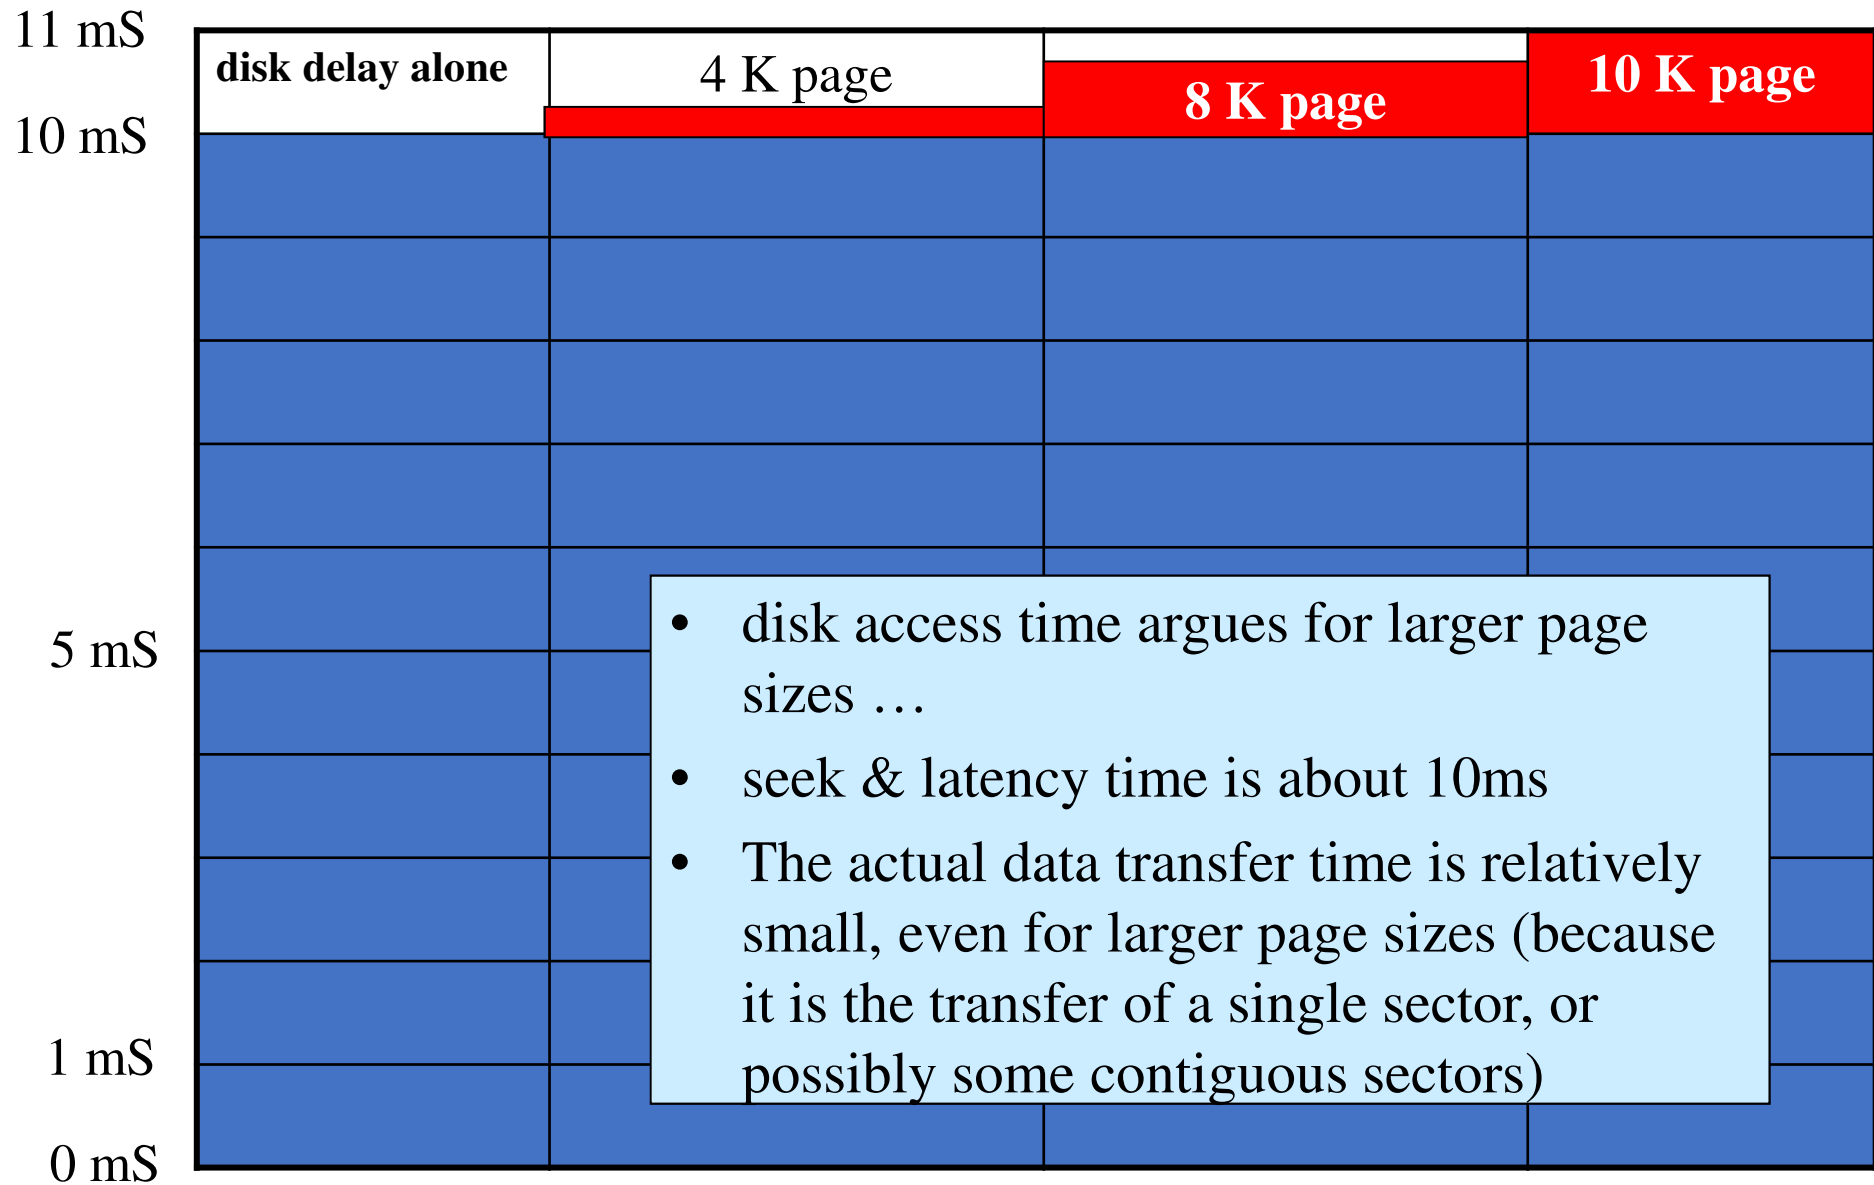 11 mS
disk delay alone
4 K page
8 K page
10 K page
10 mS
5 mS
1 mS
0 mS
• disk access time argues for larger page
sizes …
• seek & latency time is about 10ms
• The actual data transfer time is relatively
small, even for larger page sizes (because
it is the transfer of a single sector, or
possibly some contiguous sectors)